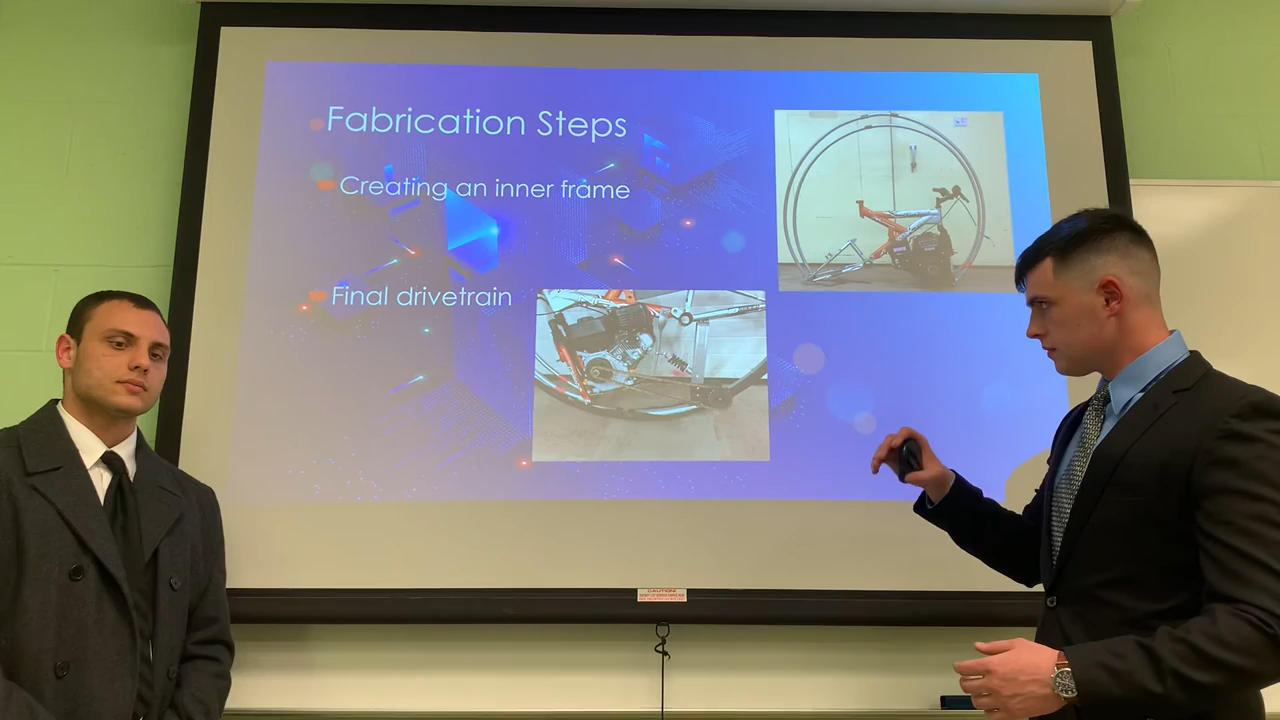 Fabrication Steps
Creating an inner frame
Final drivetrain
CAUTION!